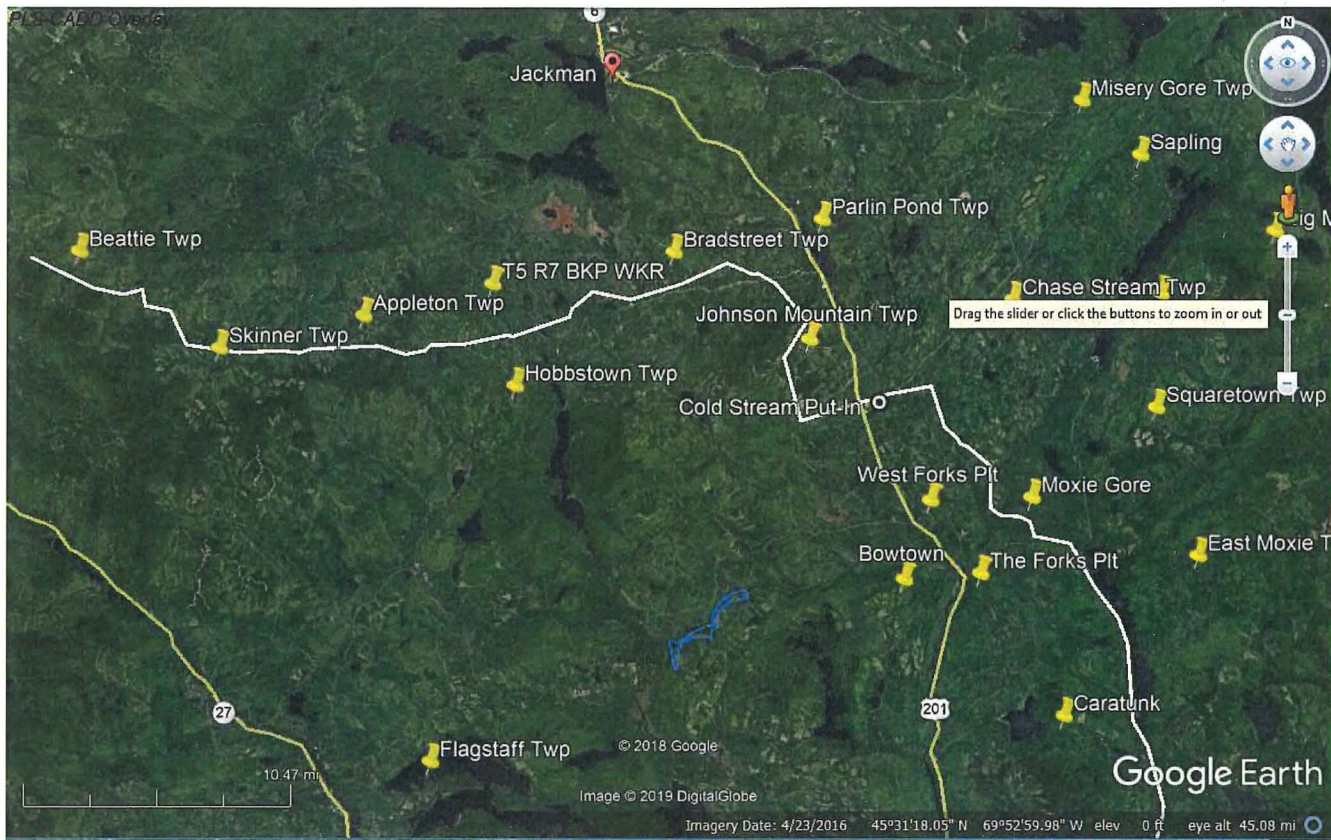 PLS-CADD Overlay
6
N
Jackman
Misery Gore Twp
Sapling
Parlin Pond Twp
Beattie Twp
Bradstreet Twp
T5 R7 BKP WKR
Chase Stream Twp
Appleton Twp
Johnson Mountain Twp
Drag the slider or click the buttons to zoom in or out
Skinner Twp
Hobbstown Twp
Squaretown Twp
Cold Stream Put-In
West Forks Plt
Moxie Gore
East Moxie T
Bowtown
The Forks Plt
Caratunk
27
201
Flagstaff Twp
© 2018 Google
10.47 mi
Google Earth
Image © 2019 DigitalGlobe
Imagery Date: 4/23/2016 45°31'18.05" N 69°52'59.98" W elev 0 ft eye alt 45.08 mi